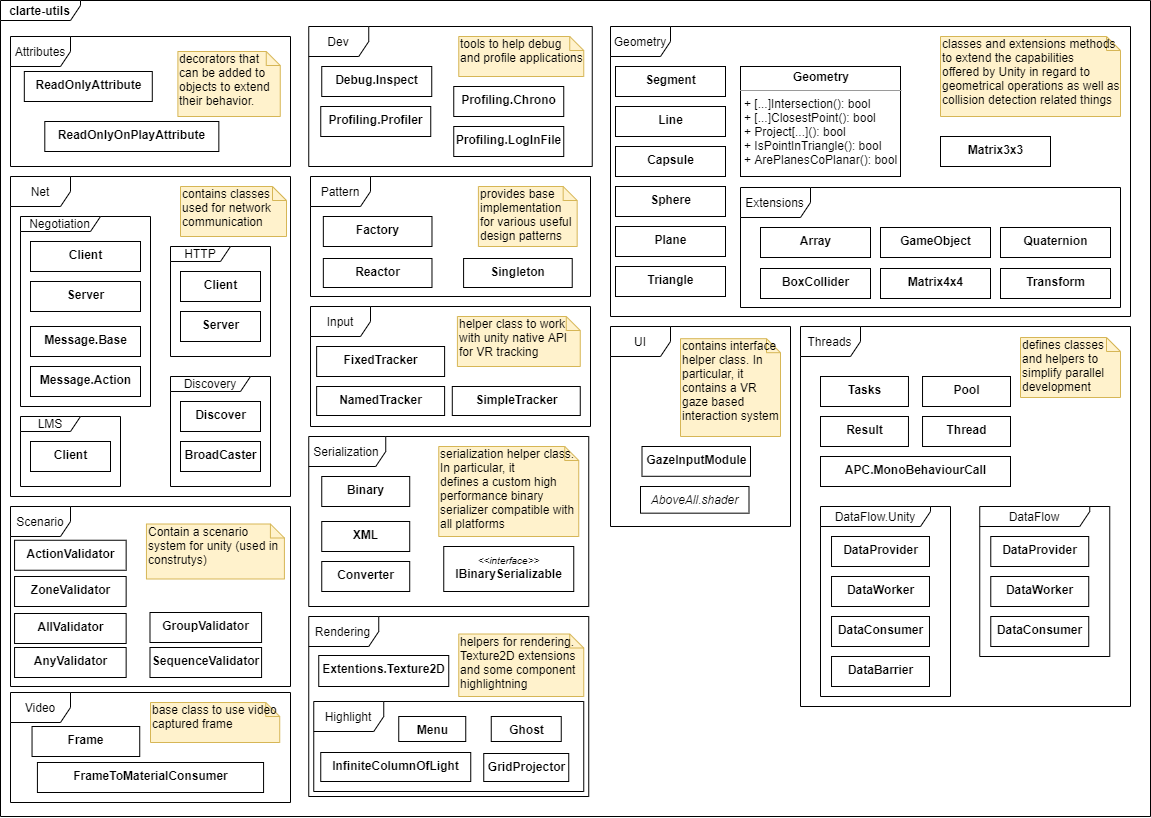 clarte-utils
Attributes
decorators that
can be added to
objects to extend
their behavior.
ReadOnlyAttribute
ReadOnlyOnPlayAttribute
Net
contains classes
used for network
communication
Negotiation
Client
Server
Message.Base
Message.Action
HTTP
Client
Server
Discovery
Discover
BroadCaster
LMS
Client
Scenario
Contain a scenario
system for unity (used in
construtys)
ActionValidator
ZoneValidator
AllValidator
AnyValidator
GroupValidator
SequenceValidator
Video
base class to use video
captured frame
Frame
FrameToMaterialConsumer
Dev
tools to help debug
and profile applications
Debug.Inspect
Profiling.Profiler
Profiling.Chrono
Profiling.LogInFile
Pattern
provides base
implementation
for various useful
design patterns
Factory
Reactor
Singleton
Input
helper class to work
with unity native API
for VR tracking
FixedTracker
NamedTracker
SimpleTracker
Serialization
serialization helper class.
In particular, it
defines a custom high
performance binary
serializer compatible with
all platforms
Binary
XML
Converter
<<interface>>
IBinarySerializable
Rendering
helpers for rendering,
Texture2D extensions
and some component
highlightning
Extentions.Texture2D
Highlight
Menu
Ghost
InfiniteColumnOfLight
GridProjector
Geometry
classes and extensions methods
to extend the capabilities
offered by Unity in regard to
geometrical operations as well as
collision detection related things
Segment
Line
Capsule
Sphere
Plane
Triangle
Geometry
+ [...]Intersection(): bool
+ [...]ClosestPoint(): bool
+ Project[...](): bool
+ IsPointInTriangle(): bool
+ ArePlanesCoPlanar(): bool
Matrix3x3
Extensions
Array
GameObject
Quaternion
BoxCollider
Matrix4x4
Transform
UI
contains interface
helper class. In
particular, it
contains a VR
gaze based
interaction system
GazeInputModule
AboveAll.shader
Threads
defines classes
and helpers to
simplify parallel
development
Tasks
Pool
Result
Thread
APC.MonoBehaviourCall
DataFlow.Unity
DataProvider
DataWorker
DataConsumer
DataBarrier
DataFlow
DataProvider
DataWorker
DataConsumer